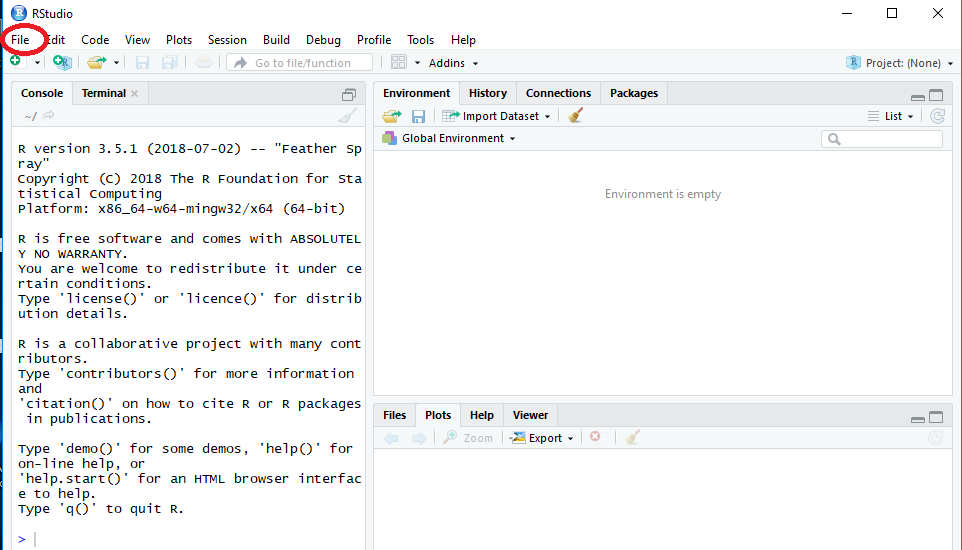 RStudio
File Edit Code View Plots Session Build Debug Profile Tools Help
Go to file/function Addins Project: (None)
Console Terminal
~/
R version 3.5.1 (2018-07-02) -- "Feather Sp
ray"
Copyright (C) 2018 The R Foundation for Sta
tistical Computing
Platform: x86_64-w64-mingw32/x64 (64-bit)
R is free software and comes with ABSOLUTEL
Y NO WARRANTY.
You are welcome to redistribute it under ce
rtain conditions.
Type 'license()' or 'licence()' for distrib
ution details.
R is a collaborative project with many cont
ributors.
Type 'contributors()' for more information
and
'citation()' on how to cite R or R packages
in publications.
Type 'demo()' for some demos, 'help()' for
on-line help, or
'help.start()' for an HTML browser interfac
e to help.
Type 'q()' to quit R.
>
Environment History Connections Packages
Import Dataset List
Global Environment
Environment is empty
Files Plots Help Viewer
Zoom Export